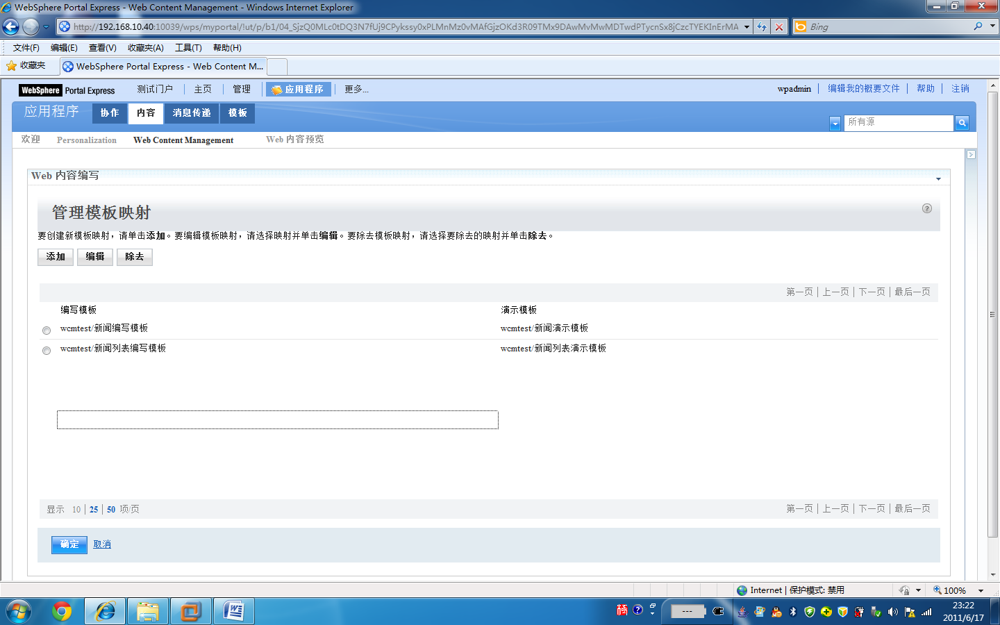 WebSphere Portal Express - Web Content Management - Windows Internet Explorer
http://192.168.10.40:10039/wps/myportal/!ut/p/b1/
Bing
文件(F) 编辑(E) 查看(V) 收藏夹(A) 工具(T) 帮助(H)
收藏夹 WebSphere Portal Express - Web Content M...
WebSphere Portal Express 测试门户 主页 管理 应用程序 更多... wpadmin 编辑我的概要文件 帮助 注销
应用程序 协作 内容 消息传递 模板
所有源
欢迎 Personalization Web Content Management Web 内容预览
Web 内容编写
管理模板映射
要创建新模板映射，请单击添加。要编辑模板映射，请选择映射并单击编辑。要除去模板映射，请选择要除去的映射并单击除去。
添加 编辑 除去
第一页 | 上一页 | 下一页 | 最后一页
编写模板 演示模板
wcmtest/新闻编写模板 wcmtest/新闻演示模板
wcmtest/新闻列表编写模板 wcmtest/新闻列表演示模板
显示 10 | 25 | 50 项/页 第一页 | 上一页 | 下一页 | 最后一页
确定 取消
Internet | 保护模式: 禁用 100%
--- 23:22
2011/6/17